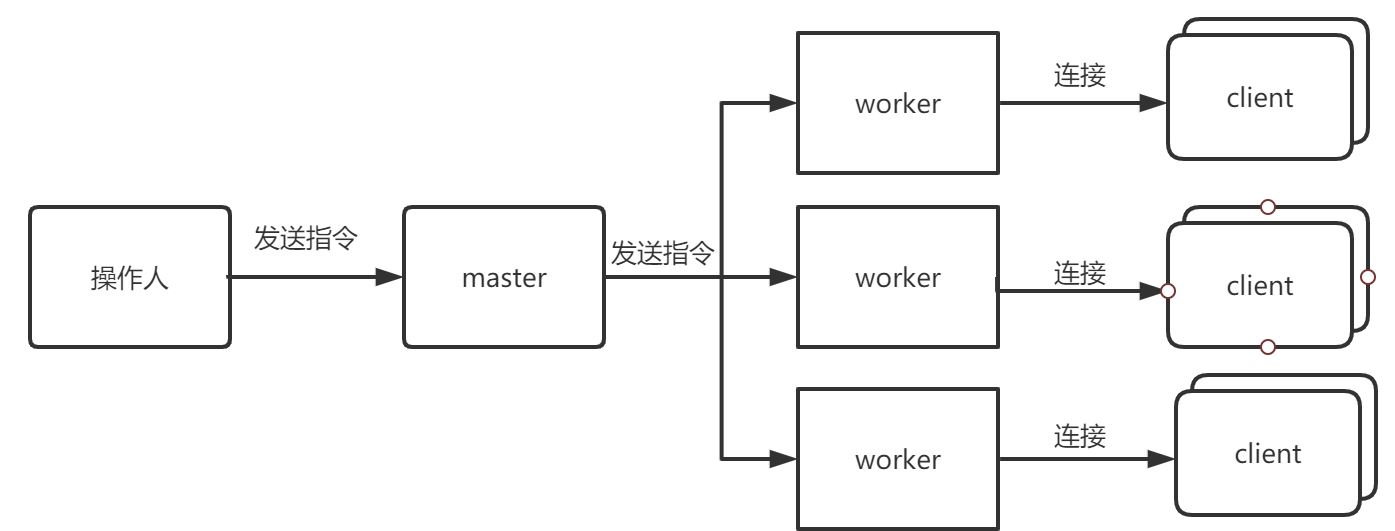 worker
连接
client
操作人
发送指令
master
发送指令
worker
连接
client
worker
连接
client